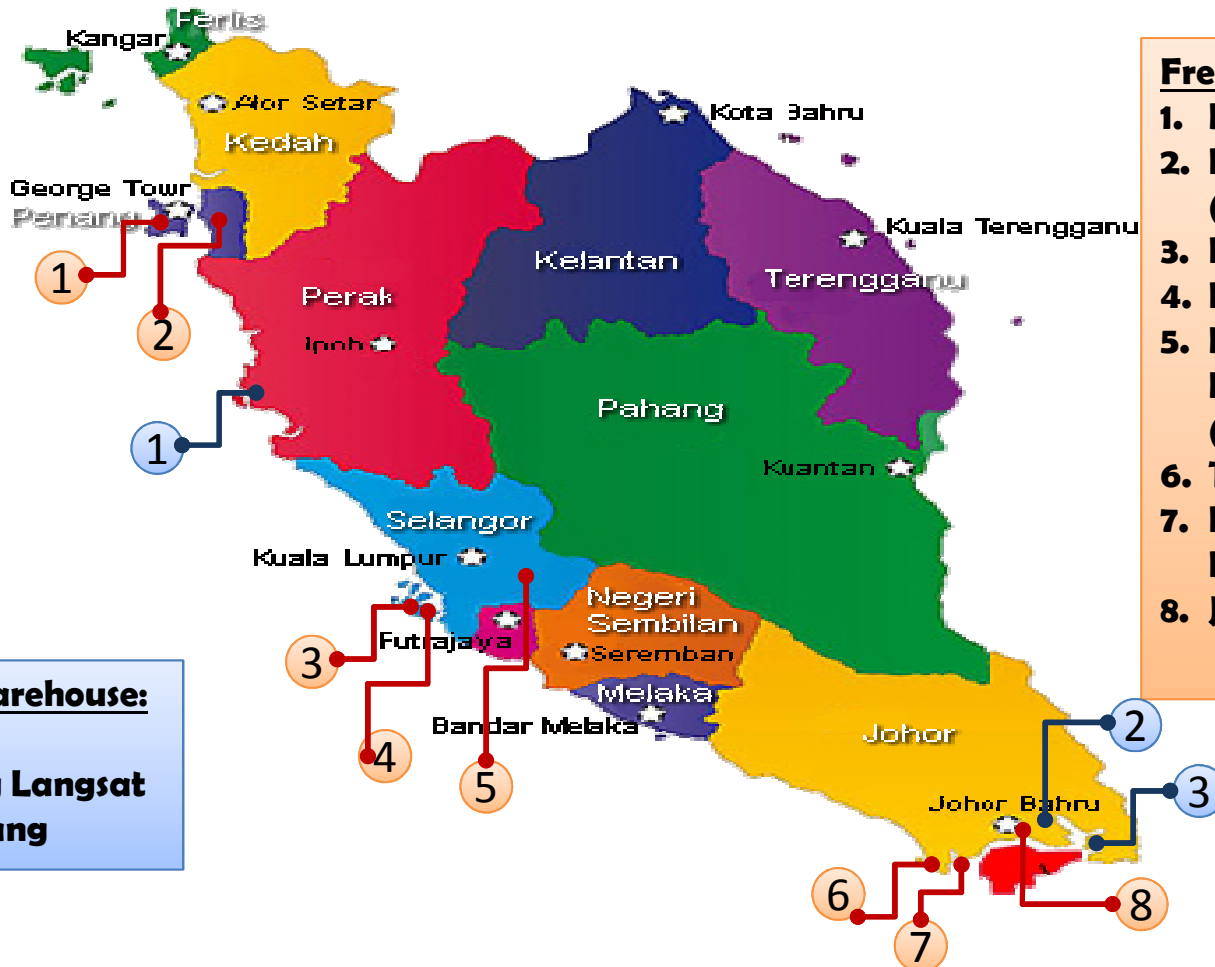 Perlis
Kangar
Alor Setar
Kedah
Kota Bahru
George Town
Penang
Kuala Terengganu
Kelantan
Terengganu
Perak
Ipoh
Pahang
Kuantan
Selangor
Kuala Lumpur
Negeri
Sembilan
Putrajaya
Seremban
Melaka
Bandar Melaka
Johor
Johor Bahru
1
2
1
3
4
5
2
3
6
7
8
Fre
1.
2.
(
3.
4.
5.
(
6. T
7.
8. J
arehouse:
Langsat
ang